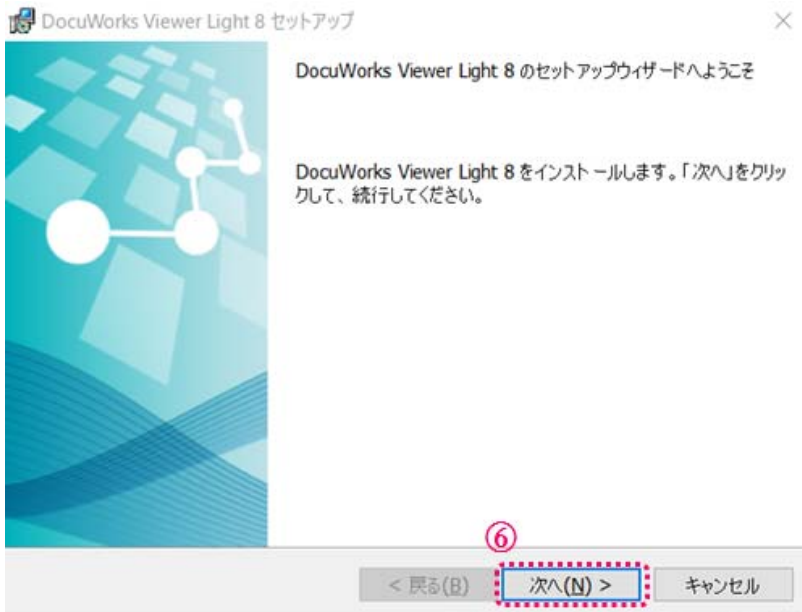 DocuWorks Viewer Light 8 セットアップ
DocuWorks Viewer Light 8 のセットアップウィザードへようこそ
DocuWorks Viewer Light 8 をインストールします。「次へ」をクリッ
クして、続行してください。
⑥
< 戻る(B) 次へ(N) > キャンセル